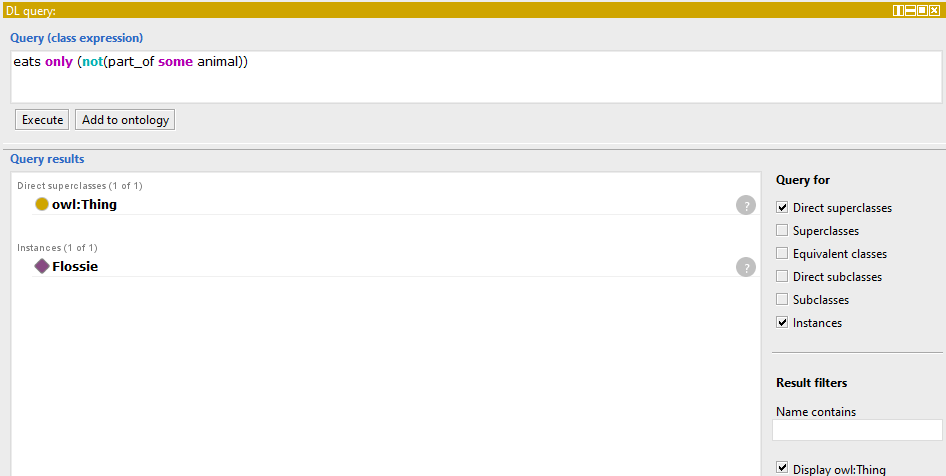 DL query:
Query (class expression)
eats only (not(part_of some animal))
Execute
Add to ontology
Query results
Direct superclasses (1 of 1)
owl:Thing
?
Instances (1 of 1)
Flossie
?
Query for
Direct superclasses
Superclasses
Equivalent classes
Direct subclasses
Subclasses
Instances
Result filters
Name contains
Display owl:Thing